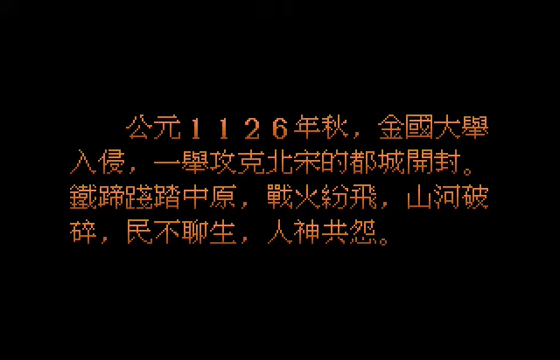 公元1126年秋，金國大舉
入侵，一舉攻克北宋的都城開封。
鐵蹄踐踏中原，戰火紛飛，山河破
碎，民不聊生，人神共怨。